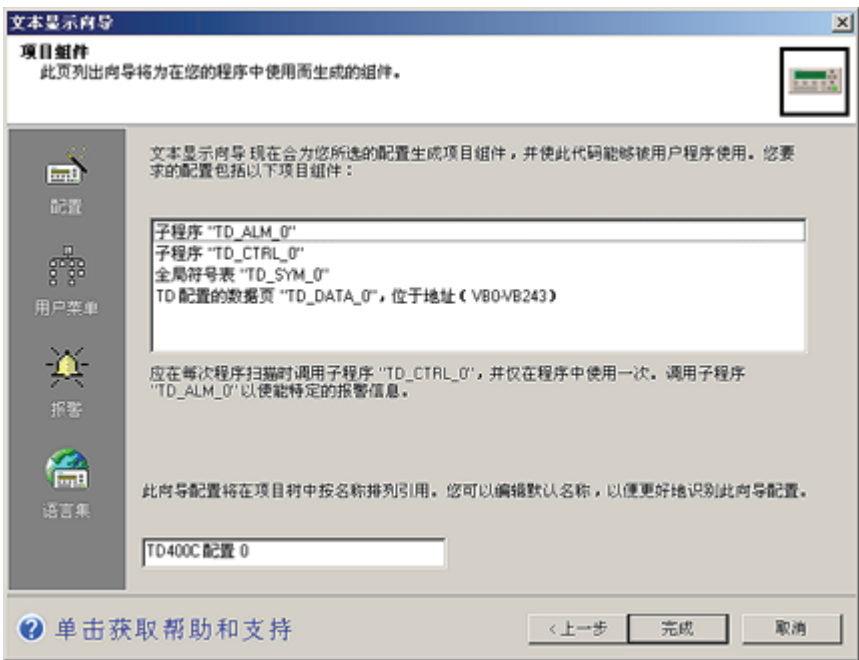 文本显示向导
项目组件
此页列出向导将为在您的程序中使用而生成的组件。
文本显示向导 现在会为您所选的配置生成项目组件，并使此代码能够被用户程序使用。您要
求的配置包括以下项目组件：
配置
子程序 "TD_ALM_0"
子程序 "TD_CTRL_0"
全局符号表 "TD_SYM_0"
TD 配置的数据页 "TD_DATA_0"，位于地址（VB0-VB243）
用户菜单
应在每次程序扫描时调用子程序 "TD_CTRL_0"，并仅在程序中使用一次。调用子程序
"TD_ALM_0" 以使能特定的报警信息。
报警
此向导配置将在项目树中按名称排列引用。您可以编辑默认名称，以便更好地识别此向导配置。
语言集
TD400C 配置 0
单击获取帮助和支持
<上一步
完成
取消